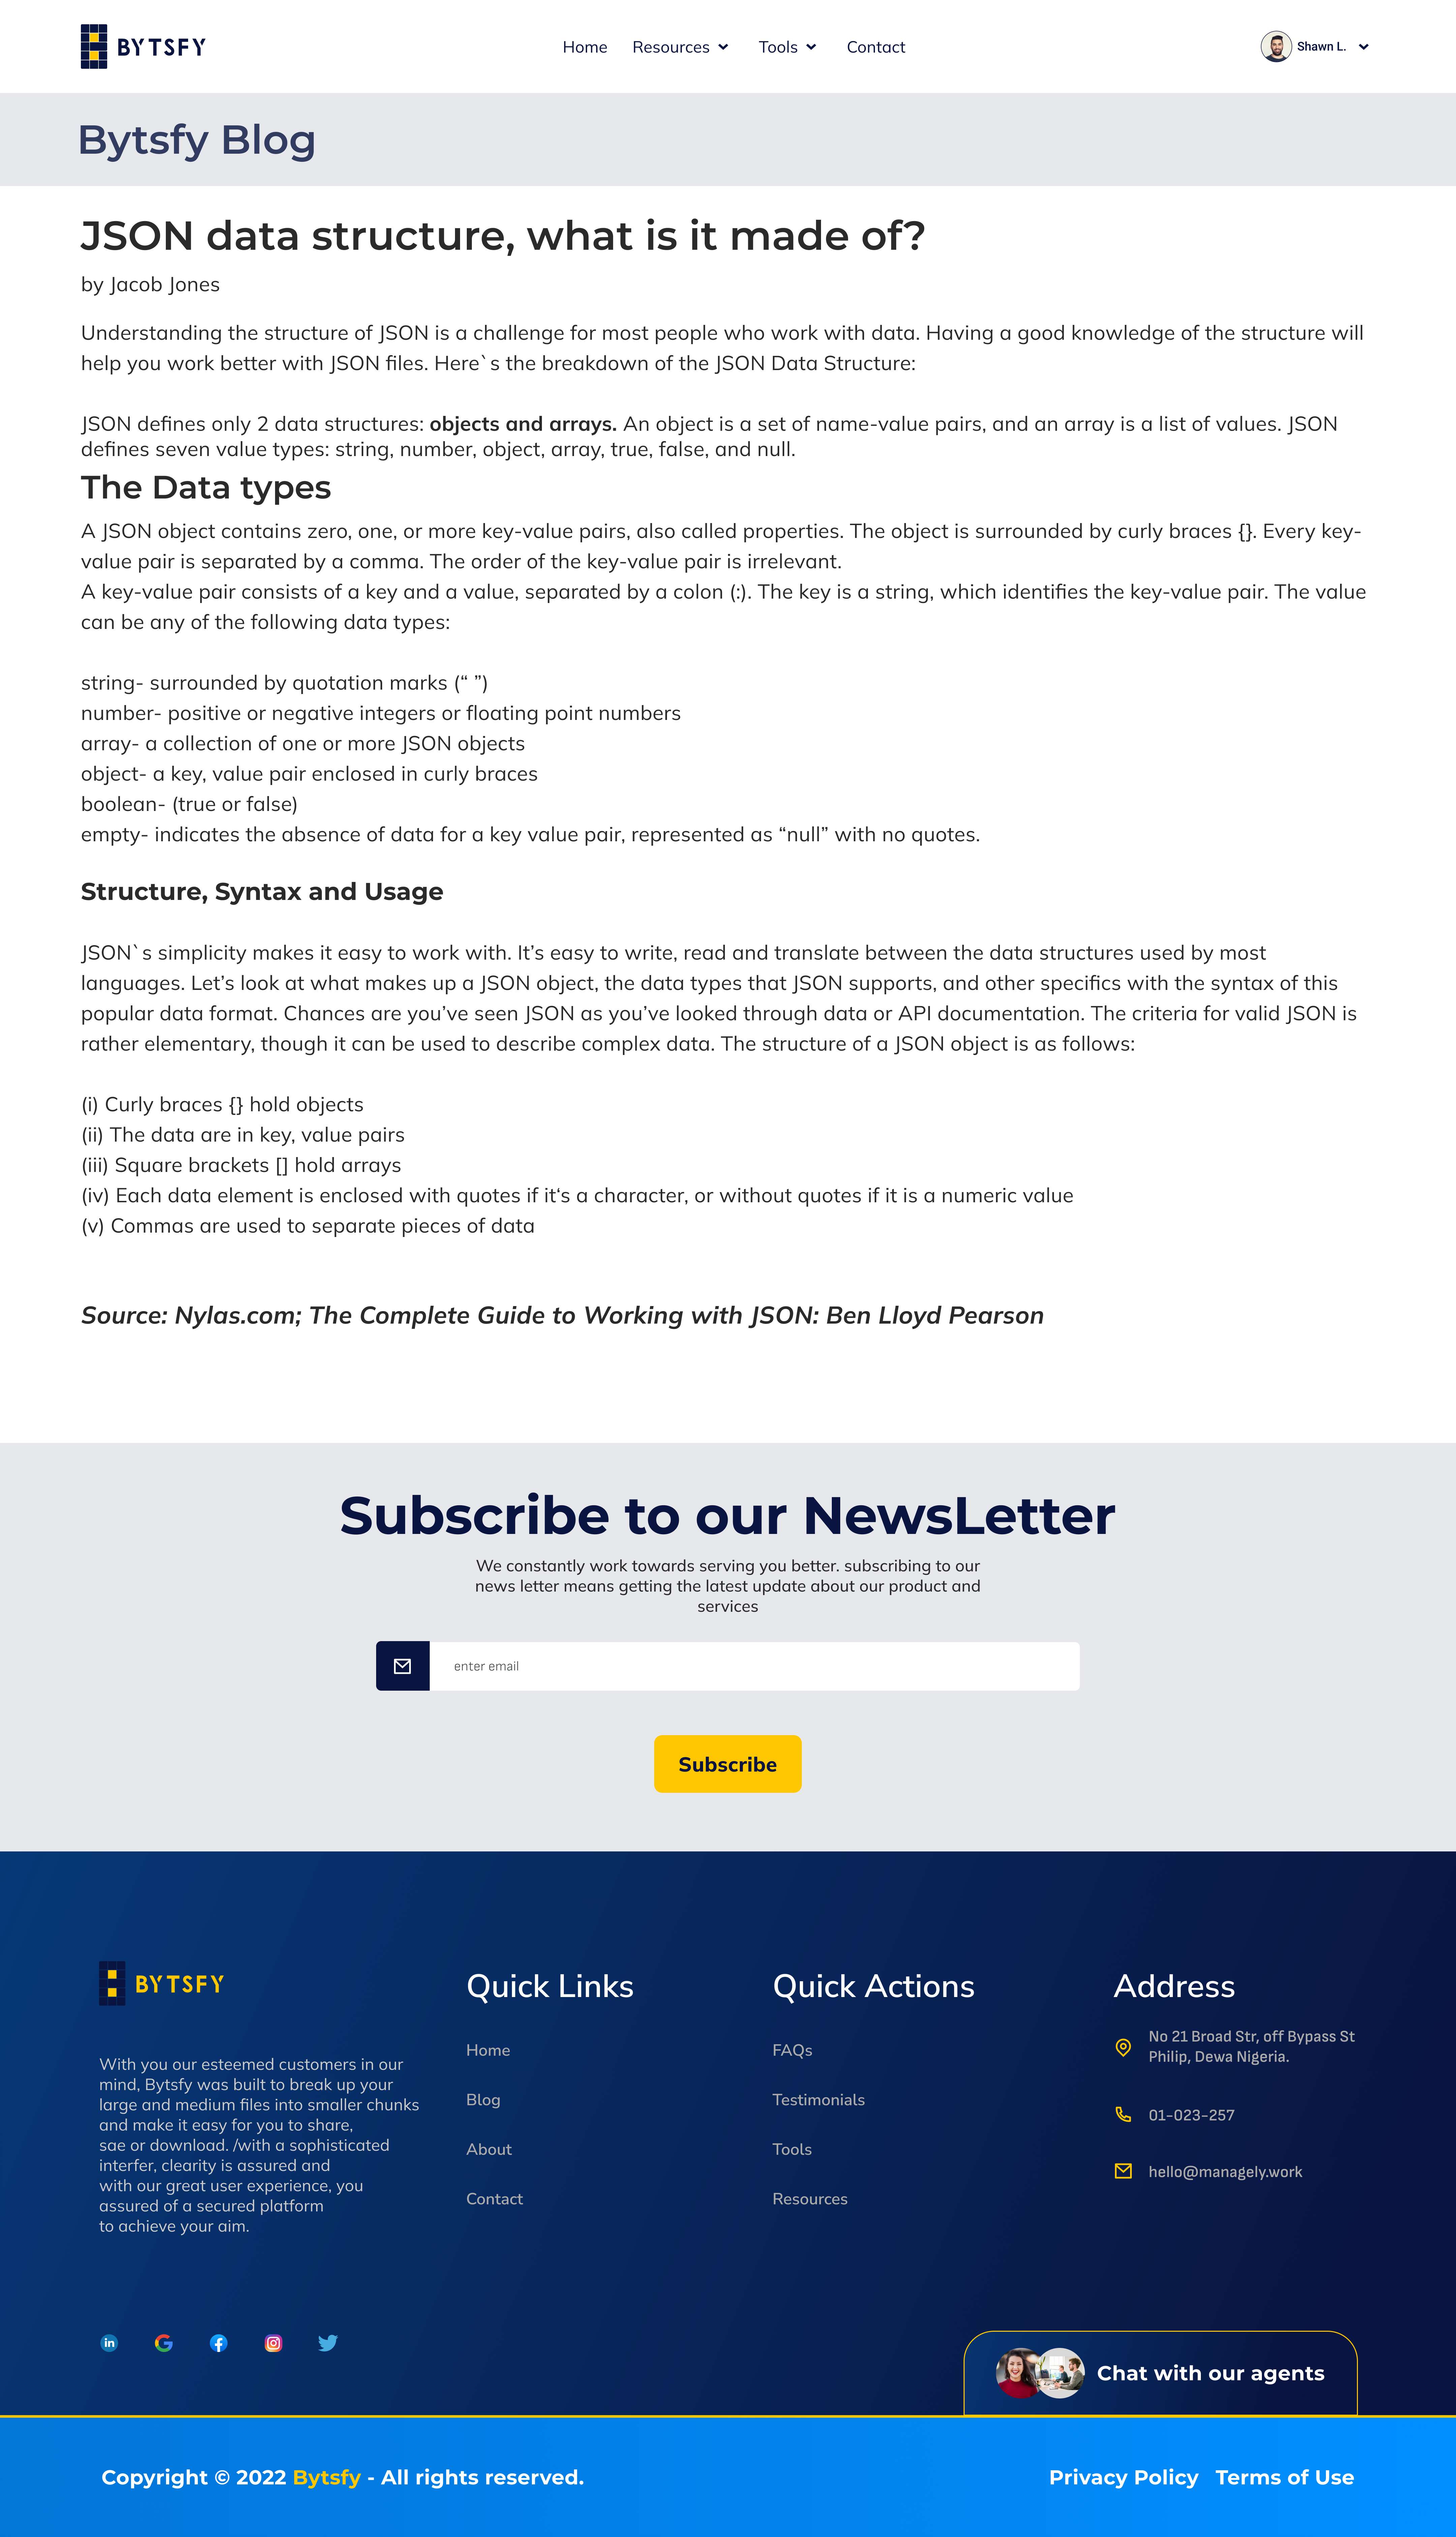 BYTSFY
Home Resources Tools Contact
Shawn L.
Bytsfy Blog
JSON data structure, what is it made of?
by Jacob Jones
Understanding the structure of JSON is a challenge for most people who work with data. Having a good knowledge of the structure will
help you work better with JSON files. Here`s the breakdown of the JSON Data Structure:
JSON defines only 2 data structures: objects and arrays. An object is a set of name-value pairs, and an array is a list of values. JSON
defines seven value types: string, number, object, array, true, false, and null.
The Data types
A JSON object contains zero, one, or more key-value pairs, also called properties. The object is surrounded by curly braces {}. Every key-
value pair is separated by a comma. The order of the key-value pair is irrelevant.
A key-value pair consists of a key and a value, separated by a colon (:). The key is a string, which identifies the key-value pair. The value
can be any of the following data types:
string- surrounded by quotation marks (“ ”)
number- positive or negative integers or floating point numbers
array- a collection of one or more JSON objects
object- a key, value pair enclosed in curly braces
boolean- (true or false)
empty- indicates the absence of data for a key value pair, represented as “null” with no quotes.
Structure, Syntax and Usage
JSON`s simplicity makes it easy to work with. It’s easy to write, read and translate between the data structures used by most
languages. Let’s look at what makes up a JSON object, the data types that JSON supports, and other specifics with the syntax of this
popular data format. Chances are you’ve seen JSON as you’ve looked through data or API documentation. The criteria for valid JSON is
rather elementary, though it can be used to describe complex data. The structure of a JSON object is as follows:
(i) Curly braces {} hold objects
(ii) The data are in key, value pairs
(iii) Square brackets [] hold arrays
(iv) Each data element is enclosed with quotes if it‘s a character, or without quotes if it is a numeric value
(v) Commas are used to separate pieces of data
Source: Nylas.com; The Complete Guide to Working with JSON: Ben Lloyd Pearson
Subscribe to our NewsLetter
We constantly work towards serving you better. subscribing to our
news letter means getting the latest update about our product and
services
enter email
Subscribe
BYTSFY
With you our esteemed customers in our
mind, Bytsfy was built to break up your
large and medium files into smaller chunks
and make it easy for you to share,
sae or download. /with a sophisticated
interfer, clearity is assured and
with our great user experience, you
assured of a secured platform
to achieve your aim.
Quick Links
Home
Blog
About
Contact
Quick Actions
FAQs
Testimonials
Tools
Resources
Address
No 21 Broad Str, off Bypass St
Philip, Dewa Nigeria.
01-023-257
hello@managely.work
Chat with our agents
Copyright © 2022 Bytsfy - All rights reserved.
Privacy Policy Terms of Use